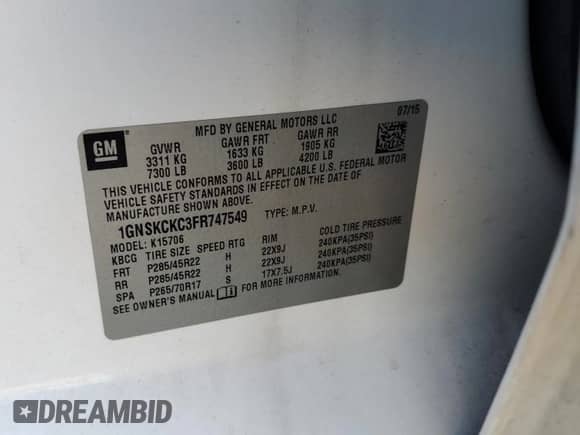 07/15
MFD BY GENERAL MOTORS LLC
GM
GVWR GAWR FRT GAWR RR
3311 KG 1633 KG 1905 KG
7300 LB 3600 LB 4200 LB
THIS VEHICLE CONFORMS TO ALL APPLICABLE U.S. FEDERAL MOTOR
VEHICLE SAFETY STANDARDS IN EFFECT ON THE DATE OF
MANUFACTURE SHOWN ABOVE.
1GNSKCKC3FR747549 TYPE: M.P.V.
MODEL: K15706
KBCG TIRE SIZE SPEED RTG RIM COLD TIRE PRESSURE
FRT P285/45R22 H 22X9J 240KPA(35PSI)
RR P285/45R22 H 22X9J 240KPA(35PSI)
SPA P265/70R17 S 17X7.5J 240KPA(35PSI)
SEE OWNER'S MANUAL FOR MORE INFORMATION.
DREAMBID